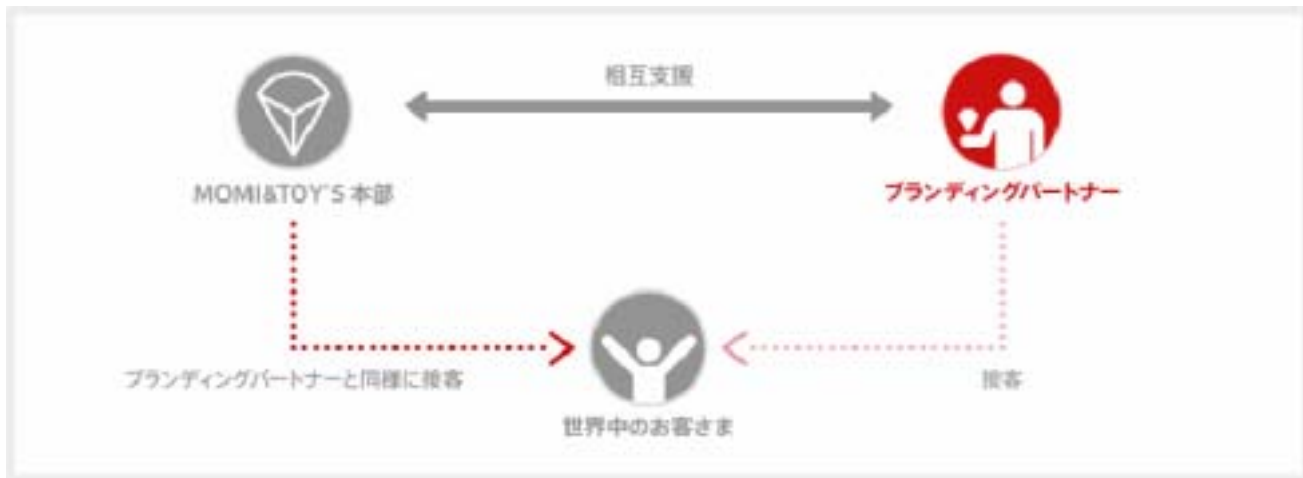 相互支援
MOMI&TOY'S 本部
ブランディングパートナー
ブランディングパートナーと同様に接客
接客
世界中のお客さま